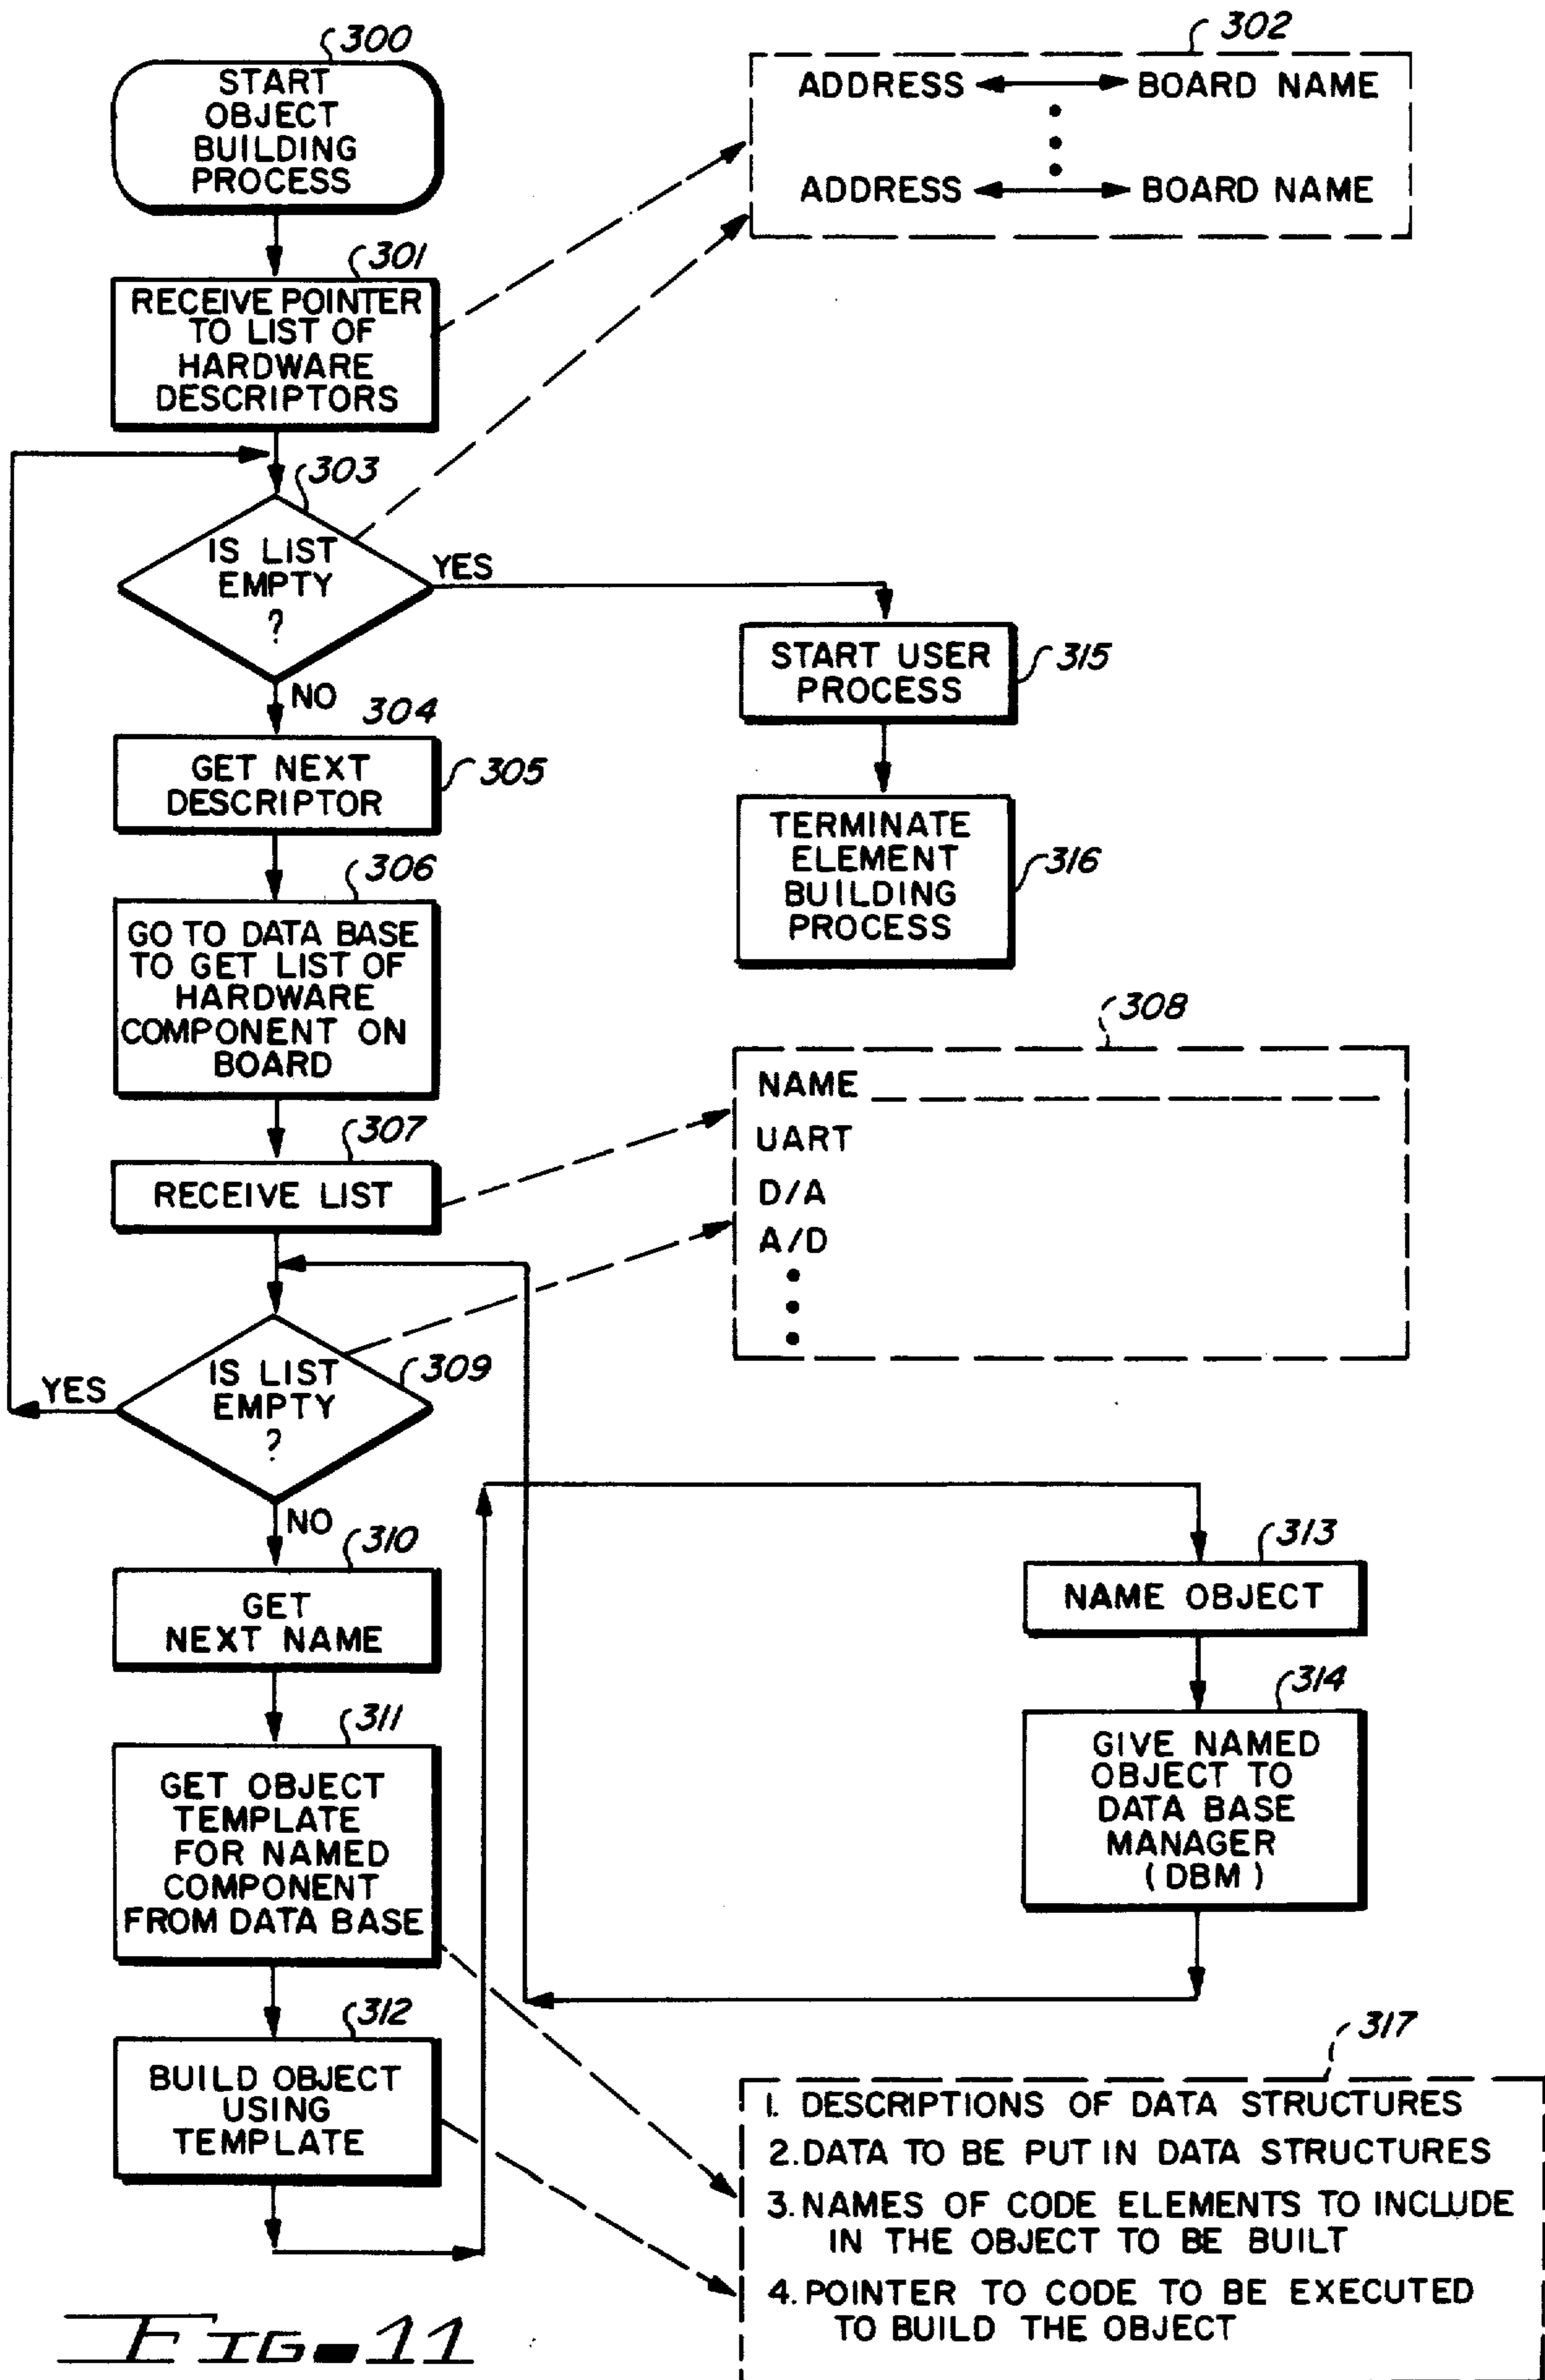 300
START
OBJECT
BUILDING
PROCESS
302
ADDRESS BOARD NAME
ADDRESS BOARD NAME
301
RECEIVE POINTER
TO LIST OF
HARDWARE
DESCRIPTORS
303
IS LIST
EMPTY
?
YES
NO
START USER
PROCESS
315
304
GET NEXT
DESCRIPTOR
305
TERMINATE
ELEMENT
BUILDING
PROCESS
316
306
GO TO DATA BASE
TO GET LIST OF
HARDWARE
COMPONENT ON
BOARD
308
NAME
UART
D/A
A/D
307
RECEIVE LIST
309
IS LIST
EMPTY
?
YES
NO
310
GET
NEXT NAME
313
NAME OBJECT
314
GIVE NAMED
OBJECT TO
DATA BASE
MANAGER
(DBM)
311
GET OBJECT
TEMPLATE
FOR NAMED
COMPONENT
FROM DATA BASE
312
BUILD OBJECT
USING
TEMPLATE
317
1. DESCRIPTIONS OF DATA STRUCTURES
2. DATA TO BE PUT IN DATA STRUCTURES
3. NAMES OF CODE ELEMENTS TO INCLUDE
IN THE OBJECT TO BE BUILT
4. POINTER TO CODE TO BE EXECUTED
TO BUILD THE OBJECT
FIG-11